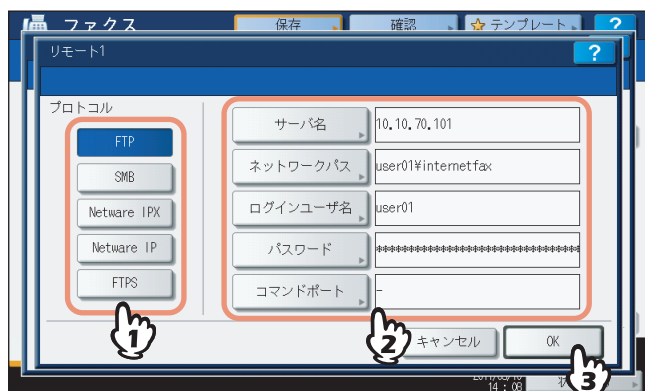 ファクス 保存 確認 テンプレート ?
リモート1 ?
プロトコル
FTP
SMB
Netware IPX
Netware IP
FTPS
サーバ名 10.10.70.101
ネットワークパス user01¥internetfax
ログインユーザ名 user01
パスワード ************************************
コマンドポート -
1
2
キャンセル OK
3
14 : 08